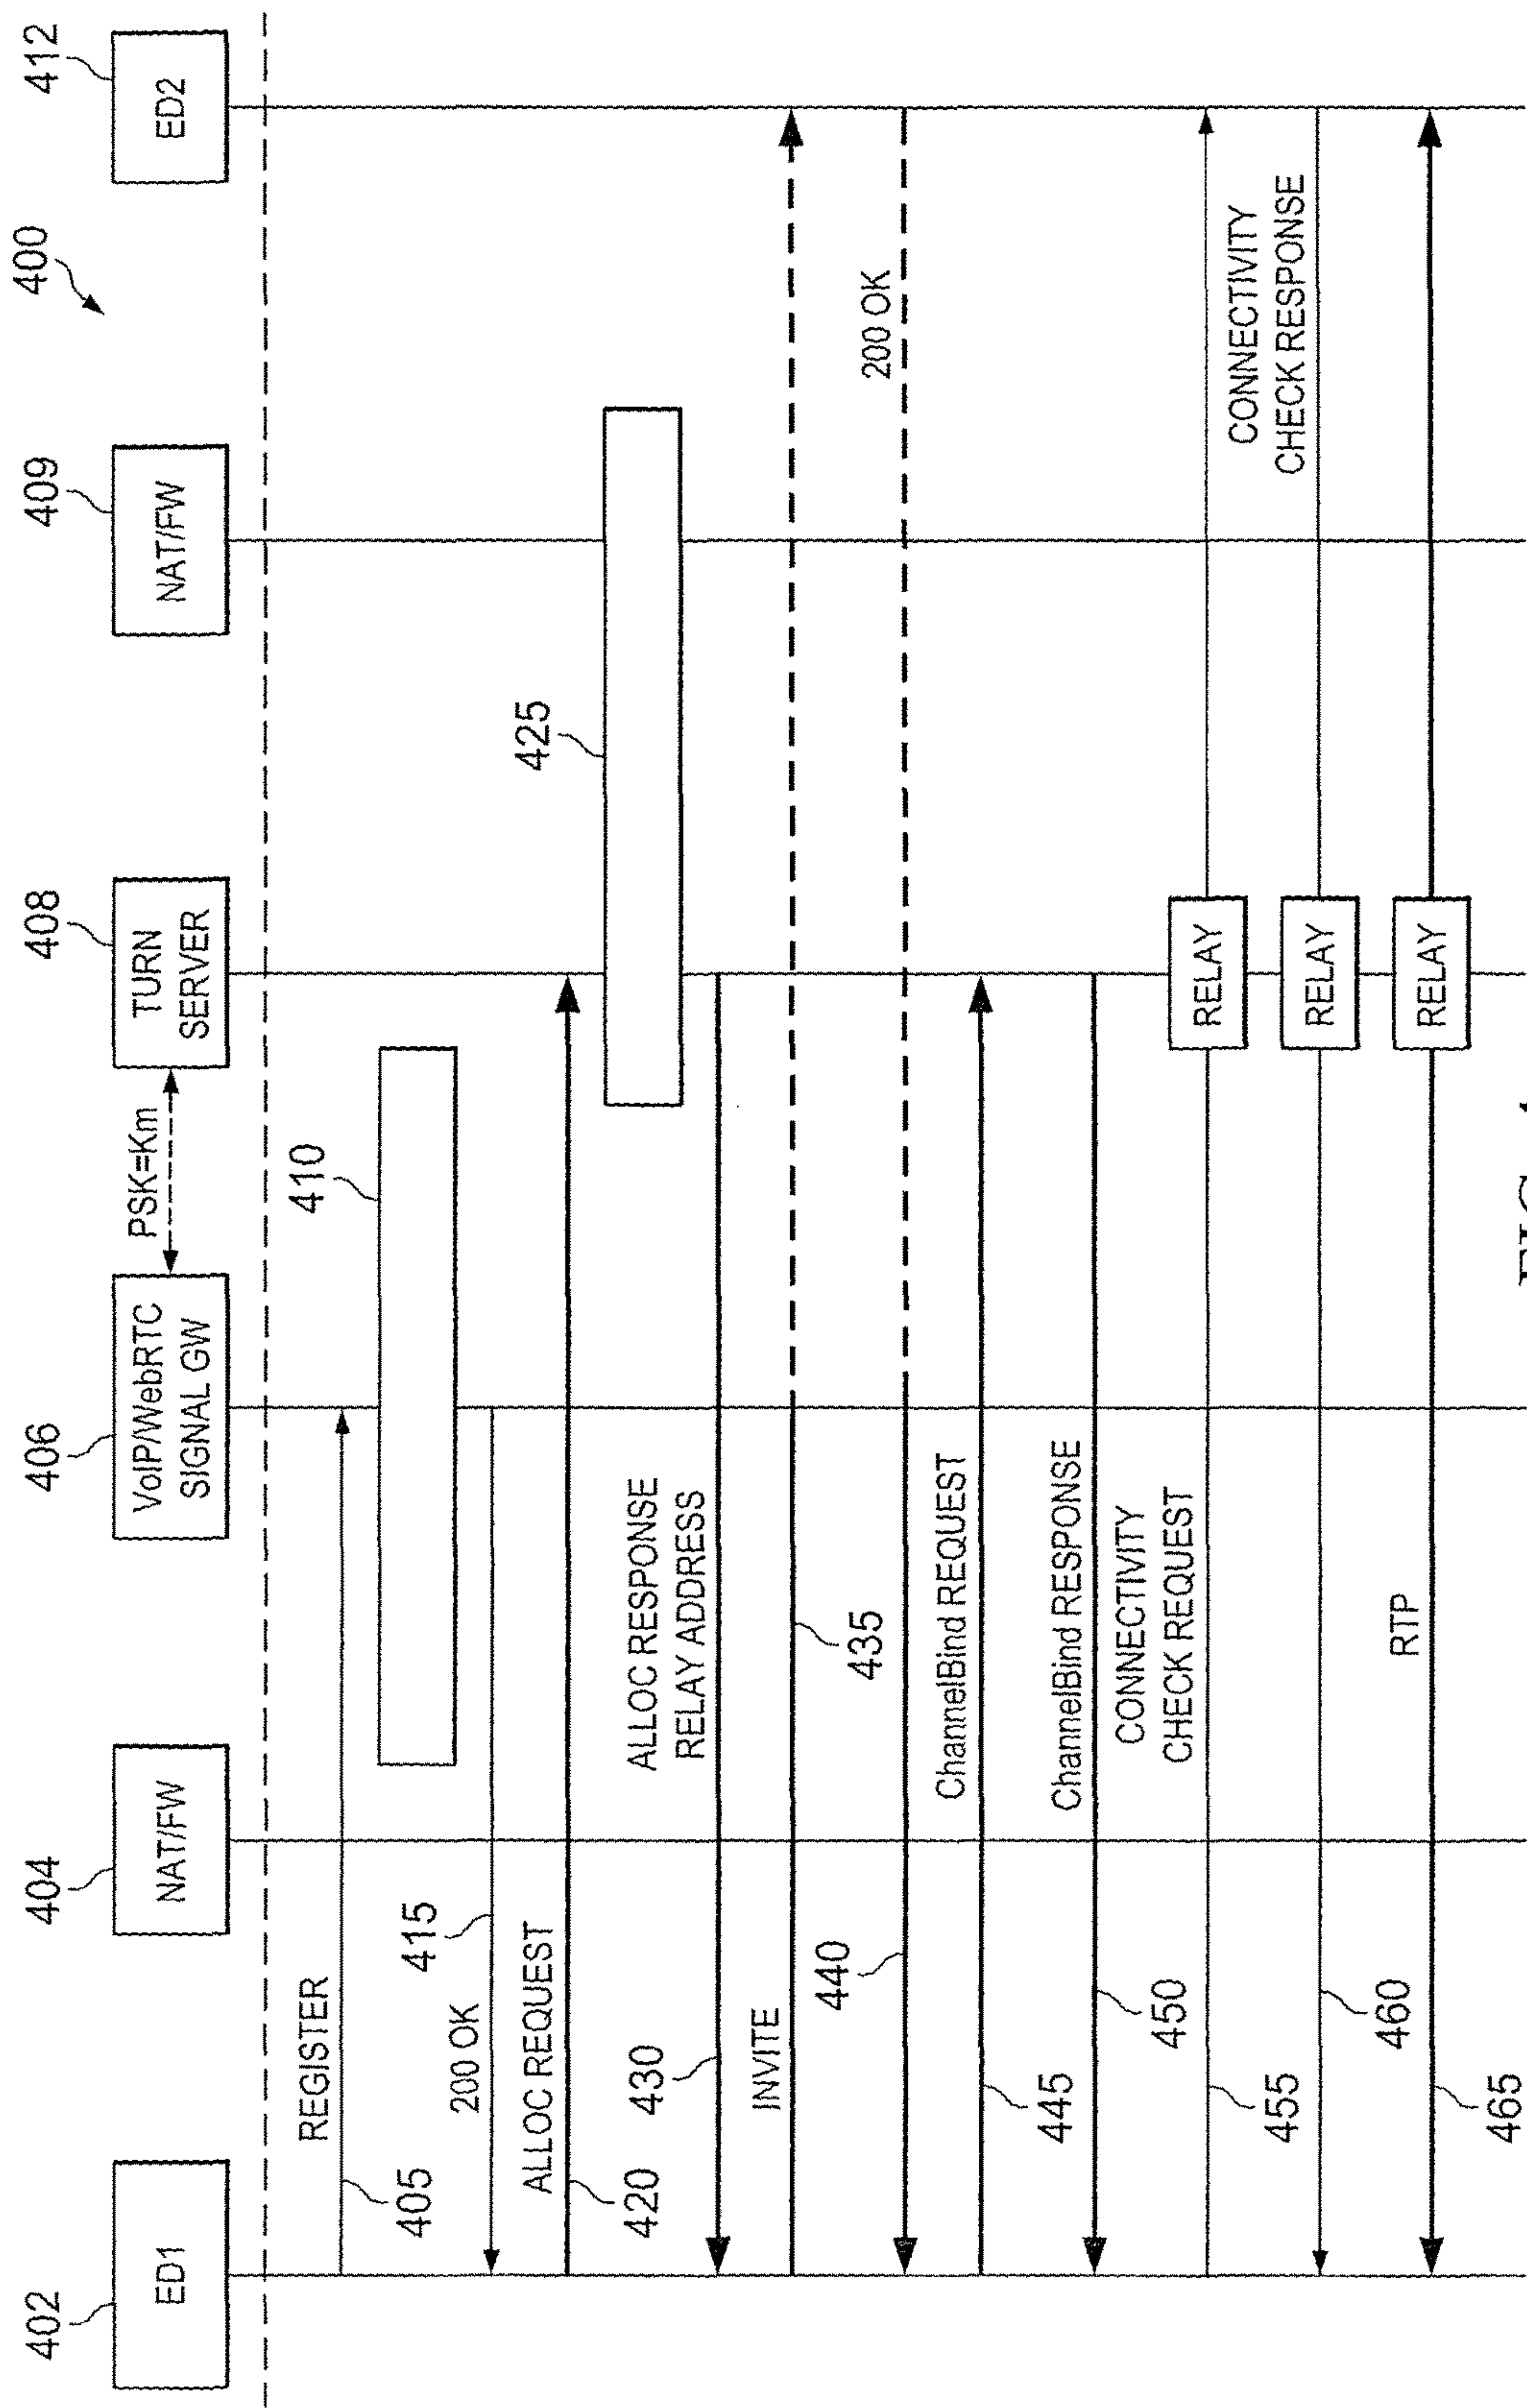 400
402
404
406
408
409
412
ED1
NAT/FW
VoIP/WebRTC
SIGNAL GW
PSK=Km
TURN
SERVER
NAT/FW
ED2
REGISTER
405
410
415
200 OK
ALLOC REQUEST
420
425
ALLOC RESPONSE
RELAY ADDRESS
430
INVITE
435
200 OK
440
ChannelBind REQUEST
445
ChannelBind RESPONSE
450
CONNECTIVITY
CHECK REQUEST
455
RELAY
CONNECTIVITY
CHECK RESPONSE
460
RELAY
RTP
465
RELAY